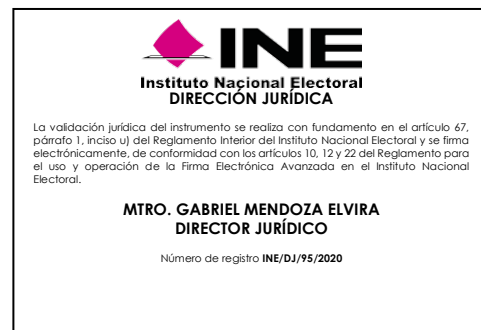 INE
Instituto Nacional Electoral
DIRECCIÓN JURÍDICA
La validación jurídica del instrumento se realiza con fundamento en el artículo 67,
párrafo 1, inciso u) del Reglamento Interior del Instituto Nacional Electoral y se firma
electrónicamente, de conformidad con los artículos 10, 12 y 22 del Reglamento para
el uso y operación de la Firma Electrónica Avanzada en el Instituto Nacional
Electoral.
MTRO. GABRIEL MENDOZA ELVIRA
DIRECTOR JURÍDICO
Número de registro INE/DJ/95/2020